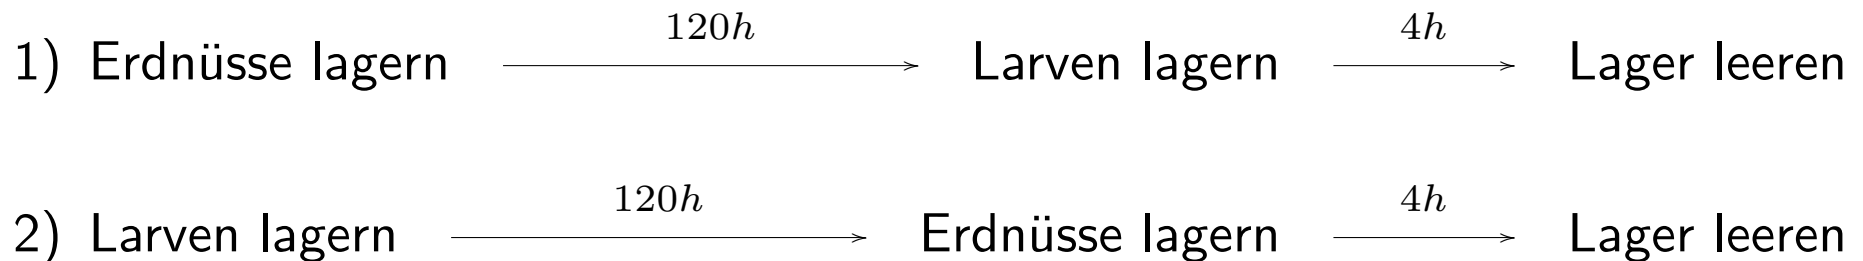 120h 4h
1) Erdnüsse lagern Larven lagern Lager leeren
120h 4h
2) Larven lagern Erdnüsse lagern Lager leeren